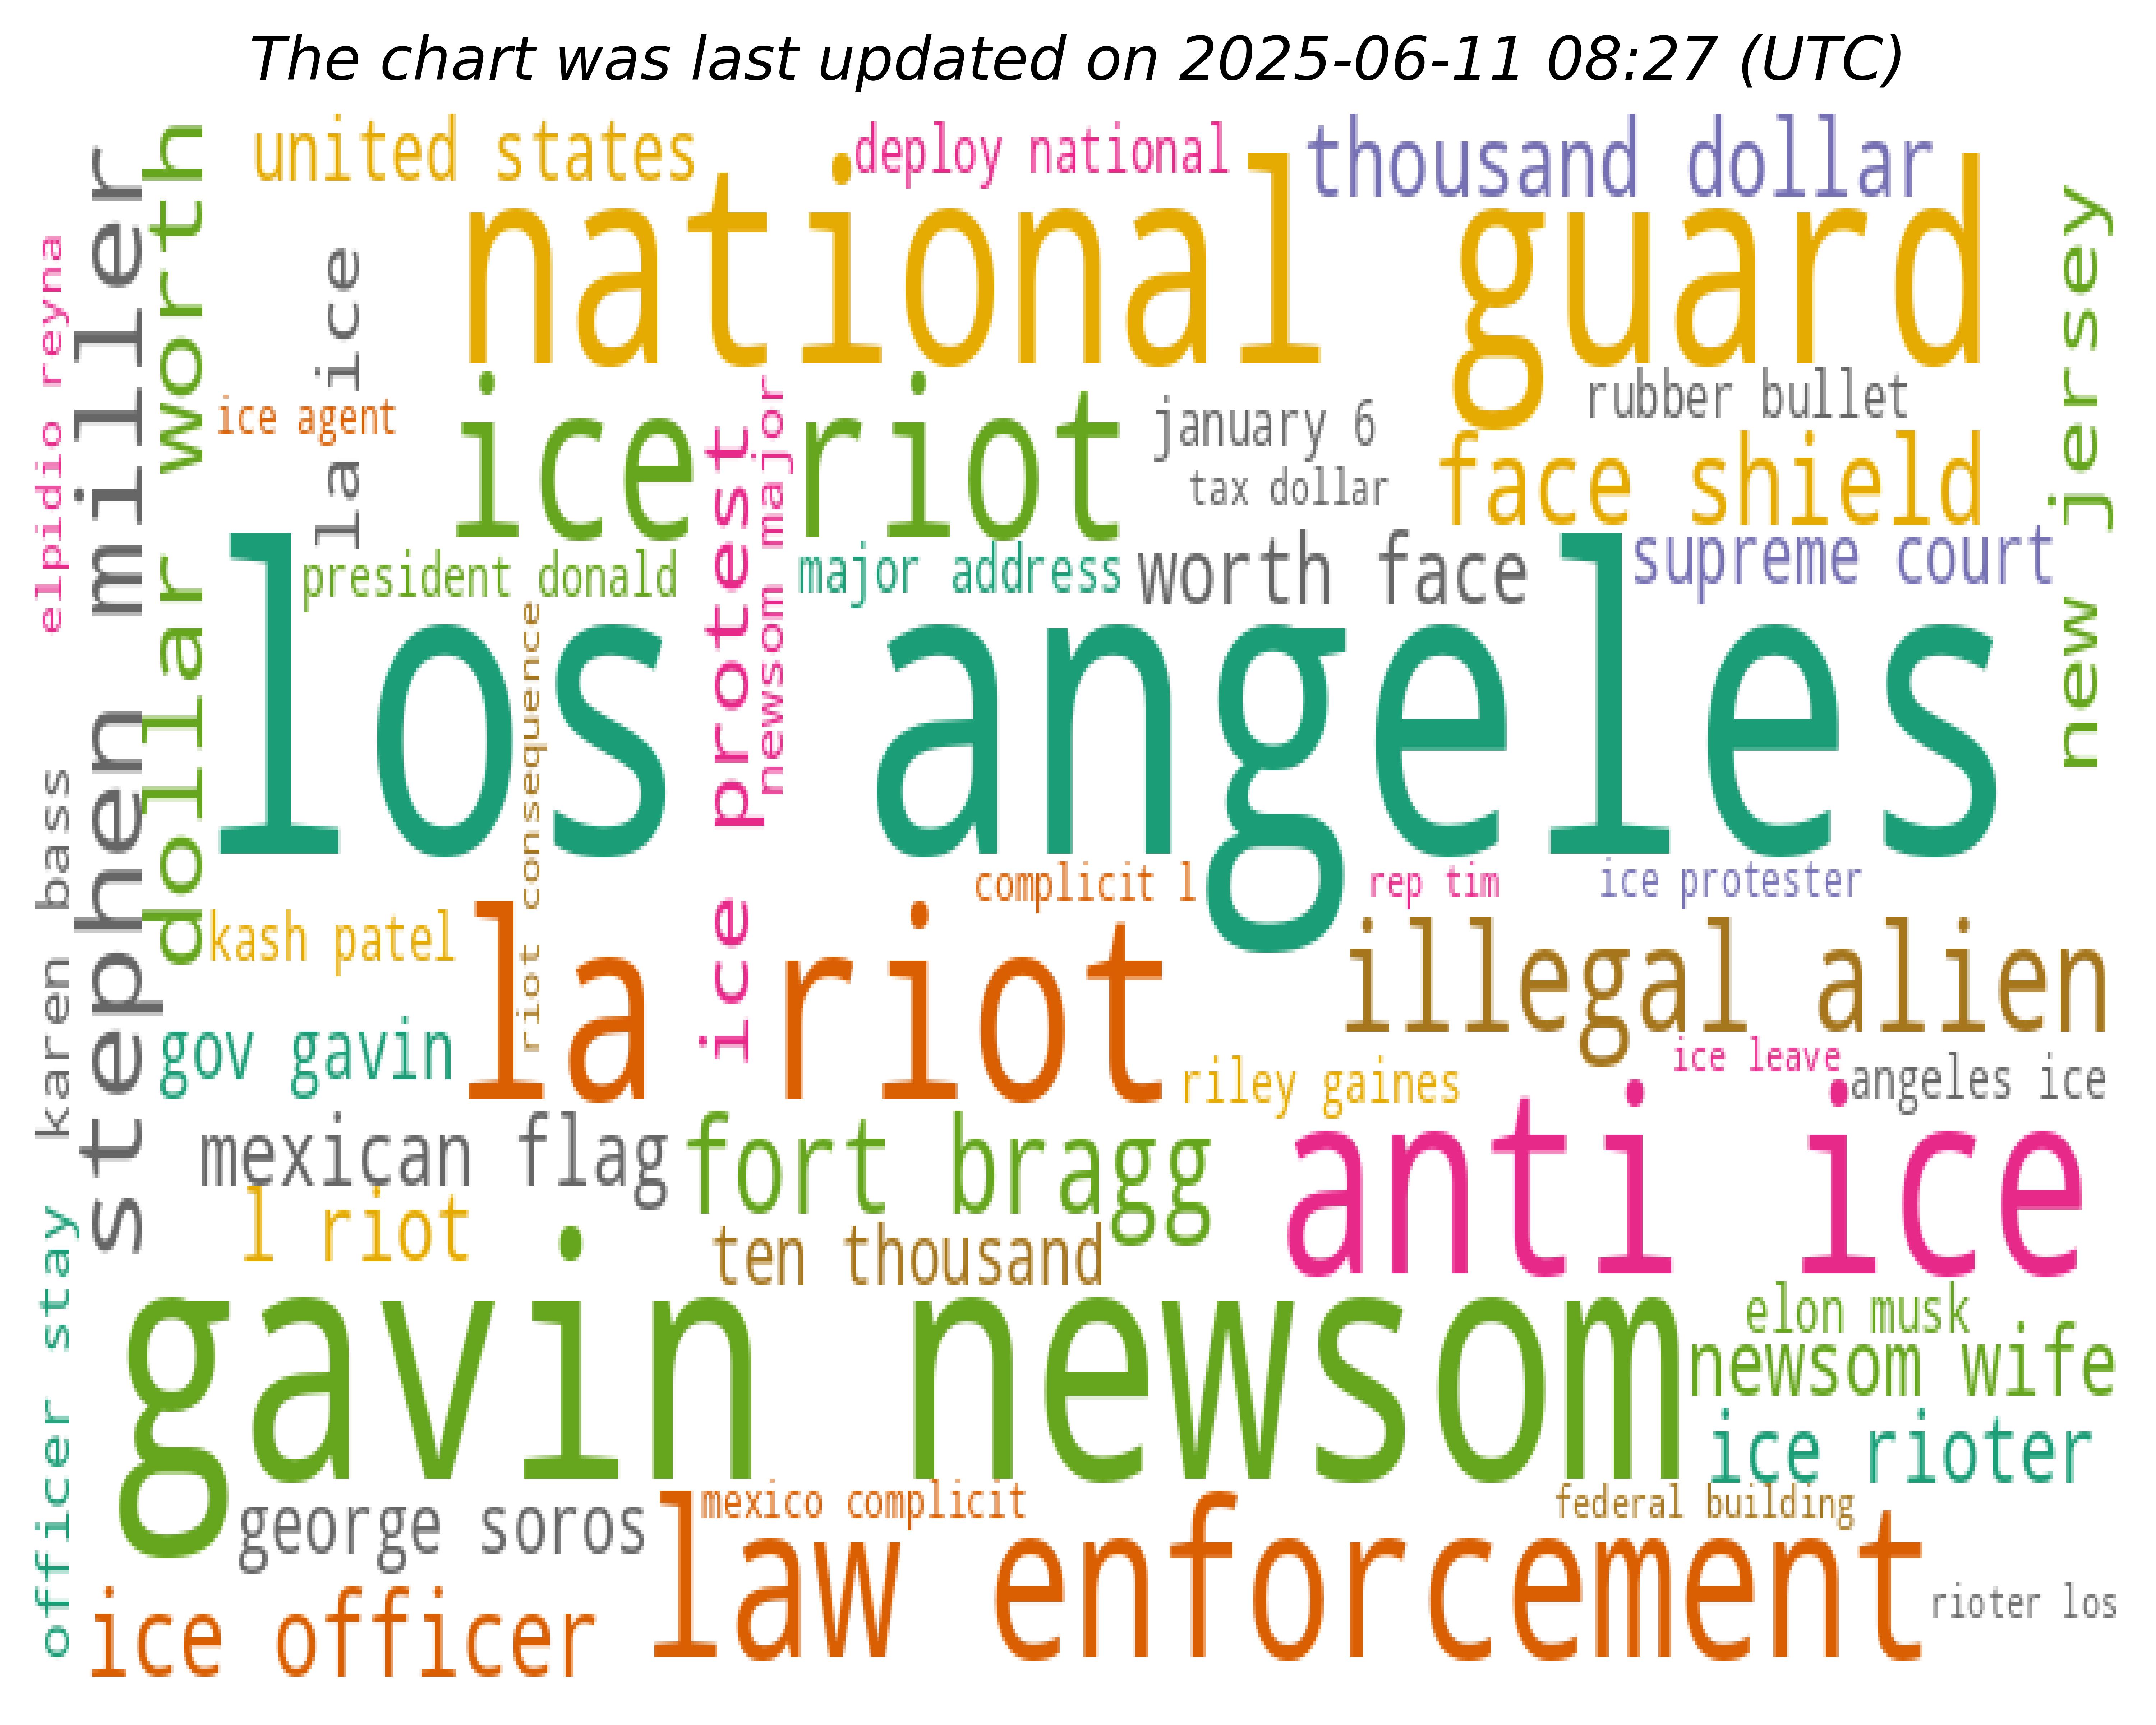 The chart was last updated on 2025-06-11 08:27 (UTC)
united states
deploy national
thousand dollar
national guard
stephen miller
dollar worth
elpidio reyna
la ice
new jersey
ice agent
ice riot
january 6
rubber bullet
tax dollar
face shield
ice protest
newsom major
president donald
major address
worth face
supreme court
los angeles
riot consequence
karen bass
complicit l
rep tim
ice protester
kash patel
la riot
illegal alien
gov gavin
riley gaines
ice leave
angeles ice
mexican flag
fort bragg
anti ice
l riot
ten thousand
officer stay
gavin newsom
elon musk
newsom wife
ice rioter
george soros
mexico complicit
federal building
law enforcement
ice officer
rioter los